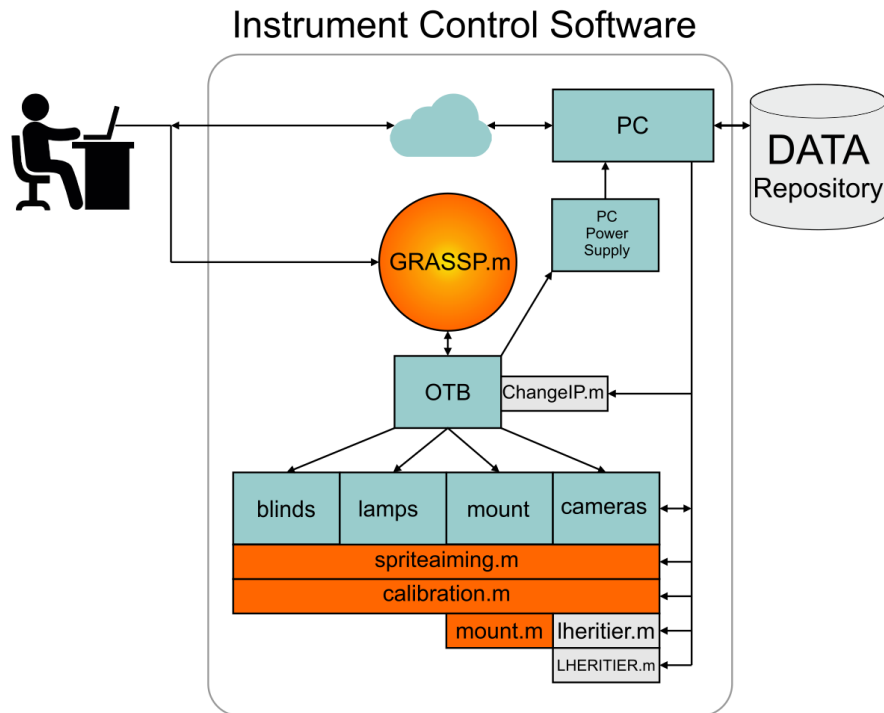 Instrument Control Software
PC
DATA
Repository
PC
Power
Supply
GRASSP.m
OTB
ChangeIP.m
blinds
lamps
mount
cameras
spriteaiming.m
calibration.m
mount.m
lheritier.m
LHERITIER.m